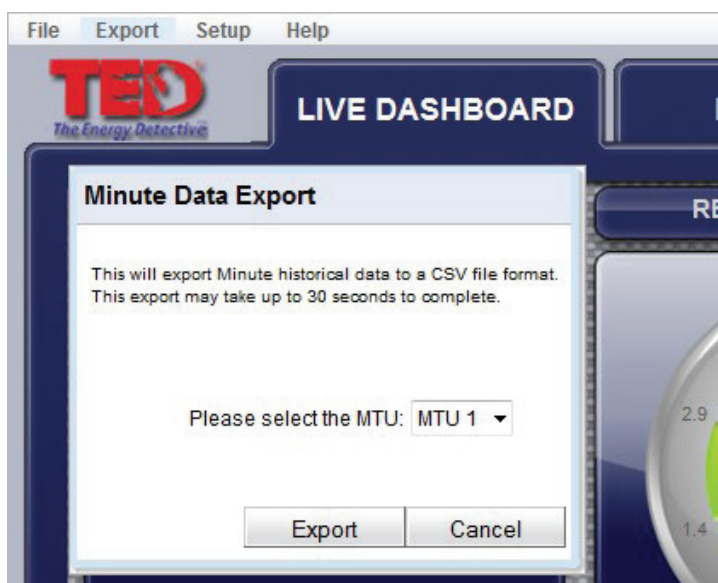 File Export Setup Help
TED
The Energy Detective
LIVE DASHBOARD
Minute Data Export
This will export Minute historical data to a CSV file format.
This export may take up to 30 seconds to complete.
Please select the MTU: MTU 1
Export Cancel
2.9
1.4